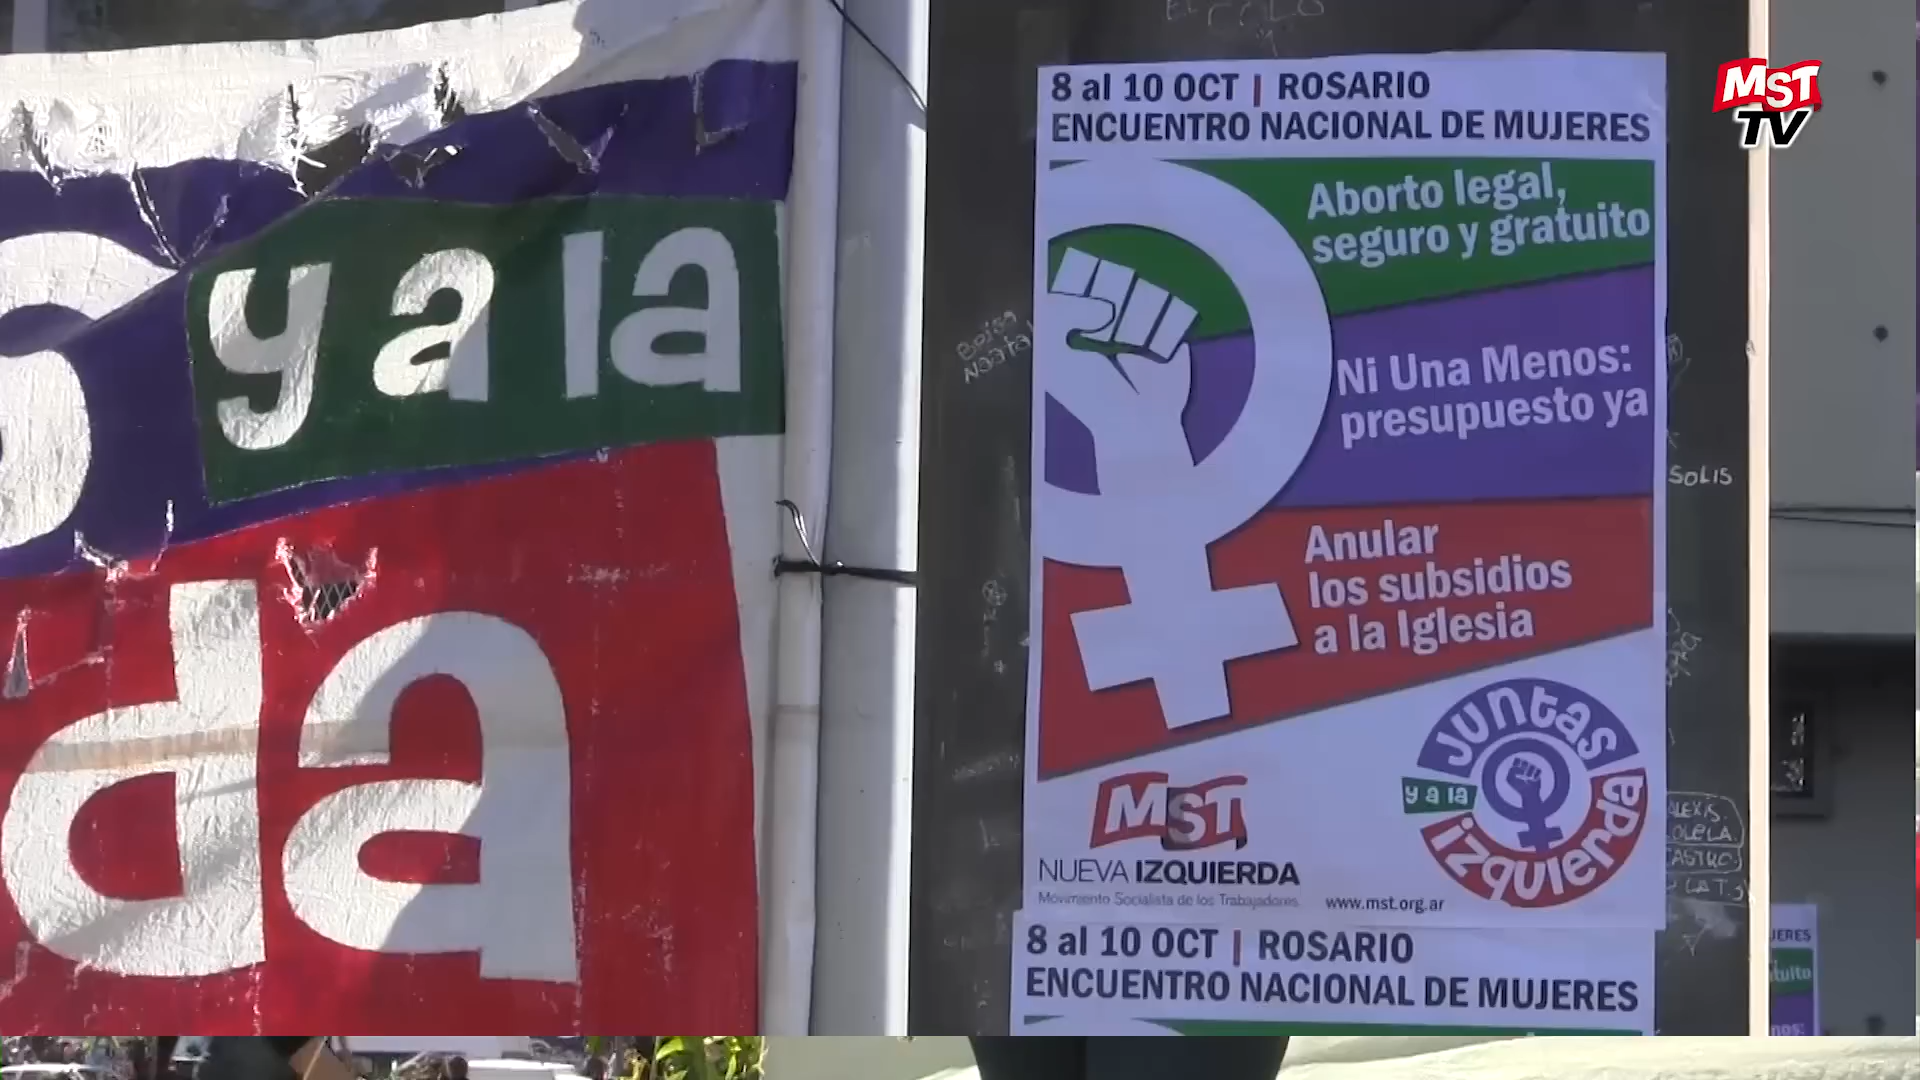 y a la
da
8 al 10 OCT | ROSARIO
ENCUENTRO NACIONAL DE MUJERES
Aborto legal,
seguro y gratuito
Ni Una Menos:
presupuesto ya
Anular
los subsidios
a la Iglesia
MST
NUEVA IZQUIERDA
Movimiento Socialista de los Trabajadores
www.mst.org.ar
JUNTAS
y a la
izquierda
8 al 10 OCT | ROSARIO
ENCUENTRO NACIONAL DE MUJERES
MST
TV
SOLIS